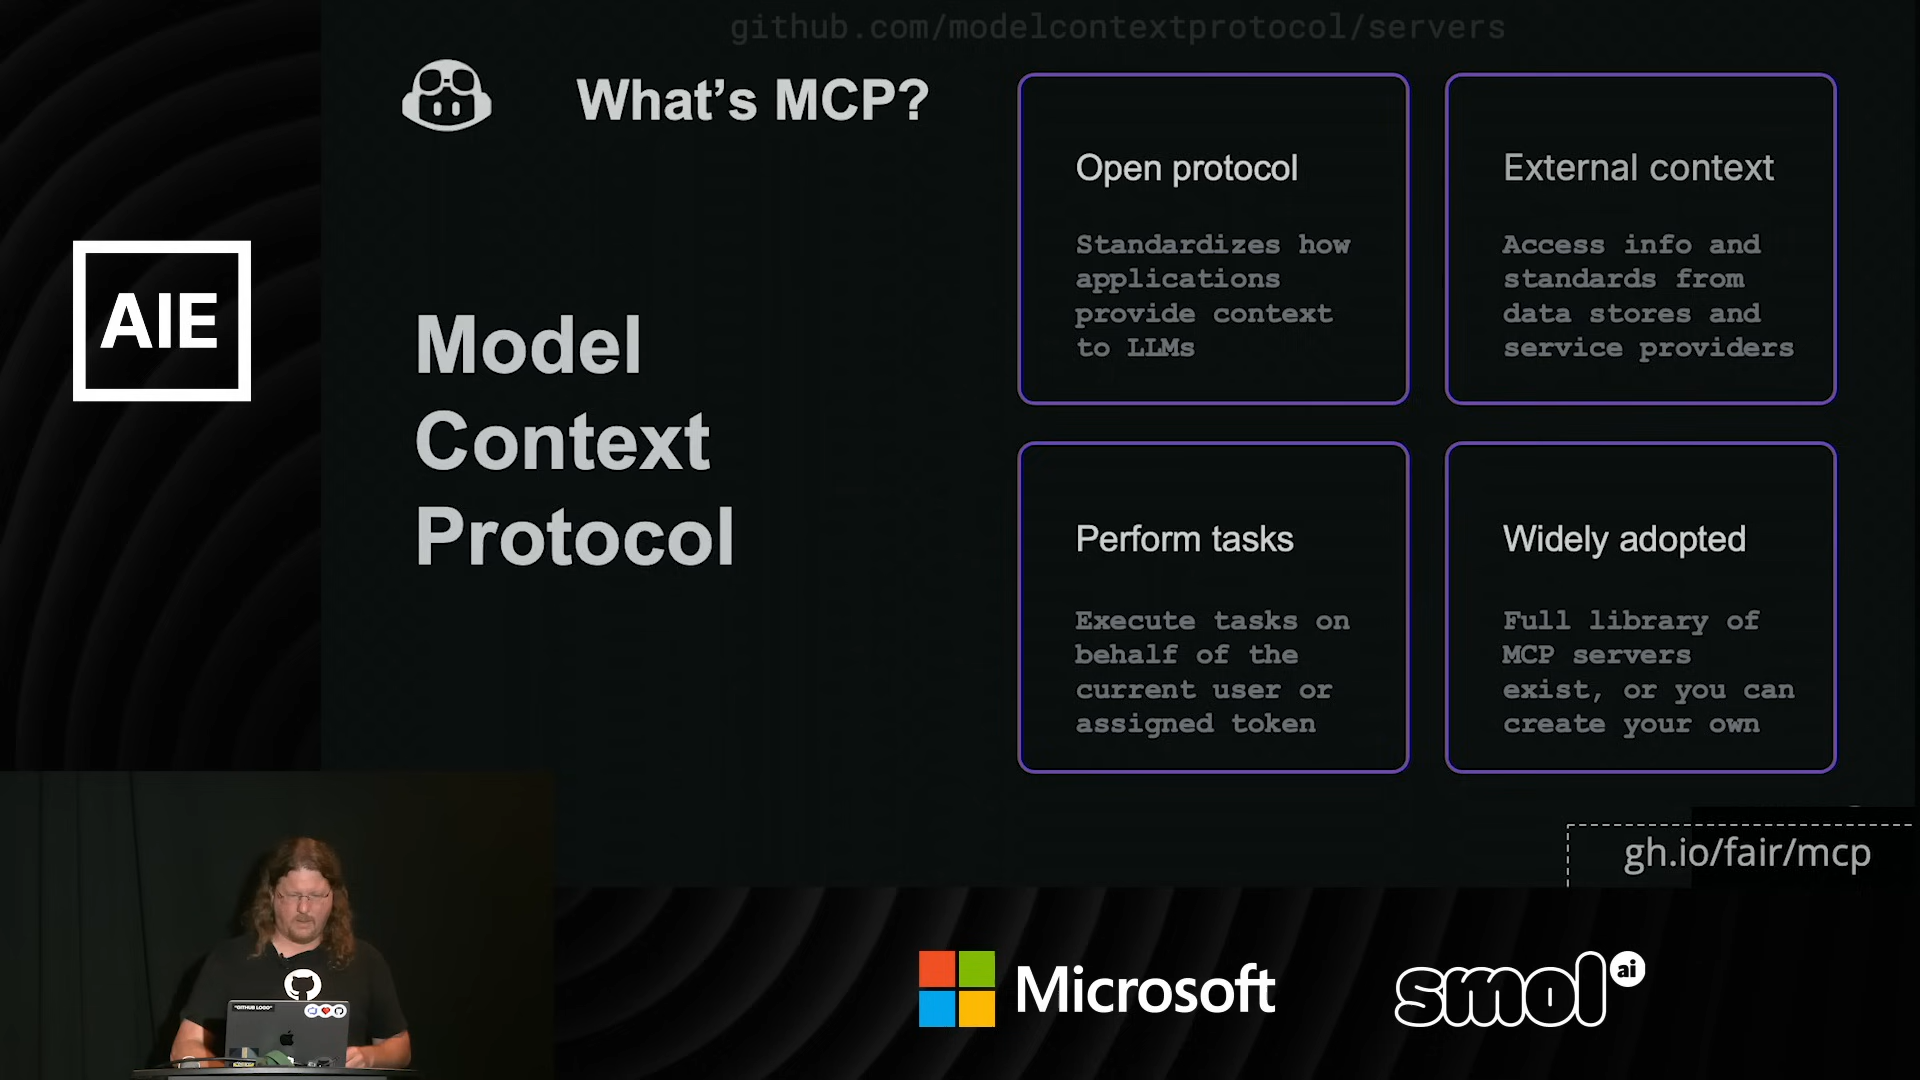 github.com/modelcontextprotocol/servers
What's MCP?
Model
Context
Protocol
Open protocol
Standardizes how
applications
provide context
to LLMs
External context
Access info and
standards from
data stores and
service providers
Perform tasks
Execute tasks on
behalf of the
current user or
assigned token
Widely adopted
Full library of
MCP servers
exist, or you can
create your own
gh.io/fair/mcp
AIE
"GITHUB LOGO"
Microsoft
smol ai